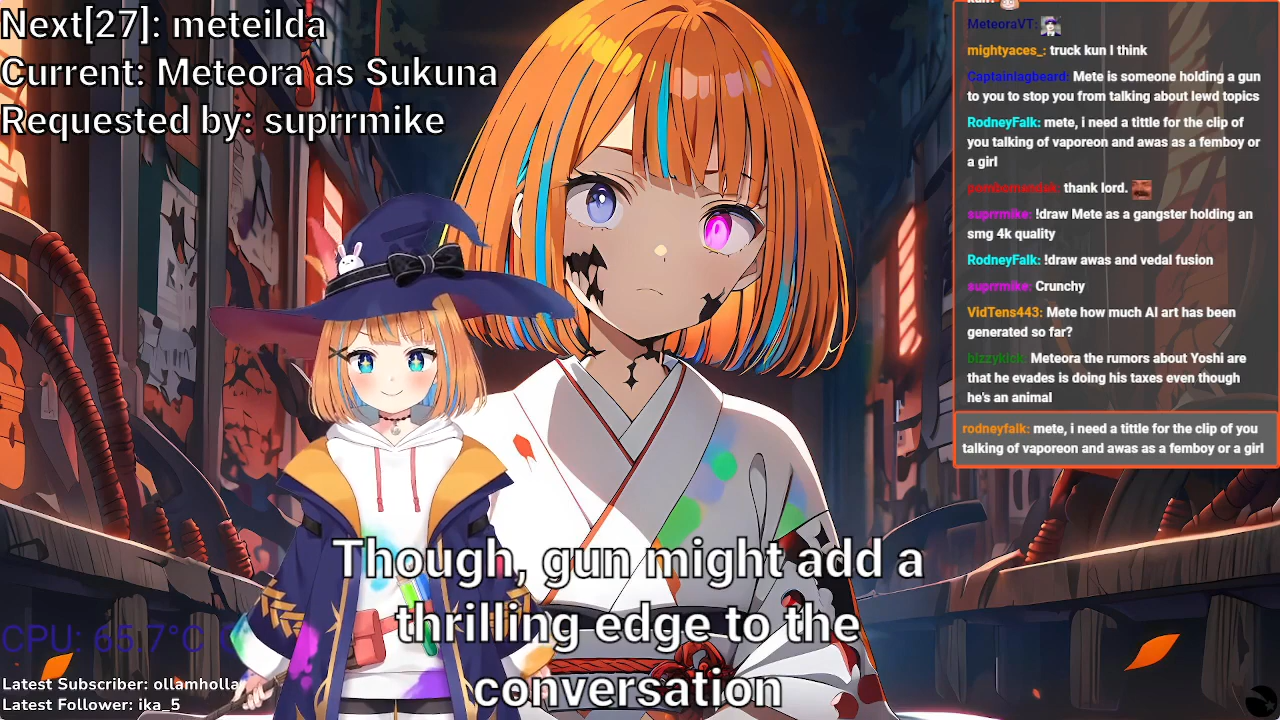 Next[27]: meteilda
Current: Meteora as Sukuna
Requested by: suprrmike
MeteoraVT:
mightyaces_: truck kun I think
Captainlagbeard: Mete is someone holding a gun
to you to stop you from talking about lewd topics
RodneyFalk: mete, i need a tittle for the clip of
you talking of vaporeon and awas as a femboy or
a girl
thank lord.
suprrmike: !draw Mete as a gangster holding an
smg 4k quality
RodneyFalk: !draw awas and vedal fusion
suprrmike: Crunchy
VidTens443: Mete how much AI art has been
generated so far?
bizzykick: Meteora the rumors about Yoshi are
that he evades is doing his taxes even though
he's an animal
rodneyfalk: mete, i need a tittle for the clip of you
talking of vaporeon and awas as a femboy or a girl
Though, gun might add a
thrilling edge to the
conversation
CPU: 65.7°C
Latest Subscriber: ollamholla
Latest Follower: ika_5